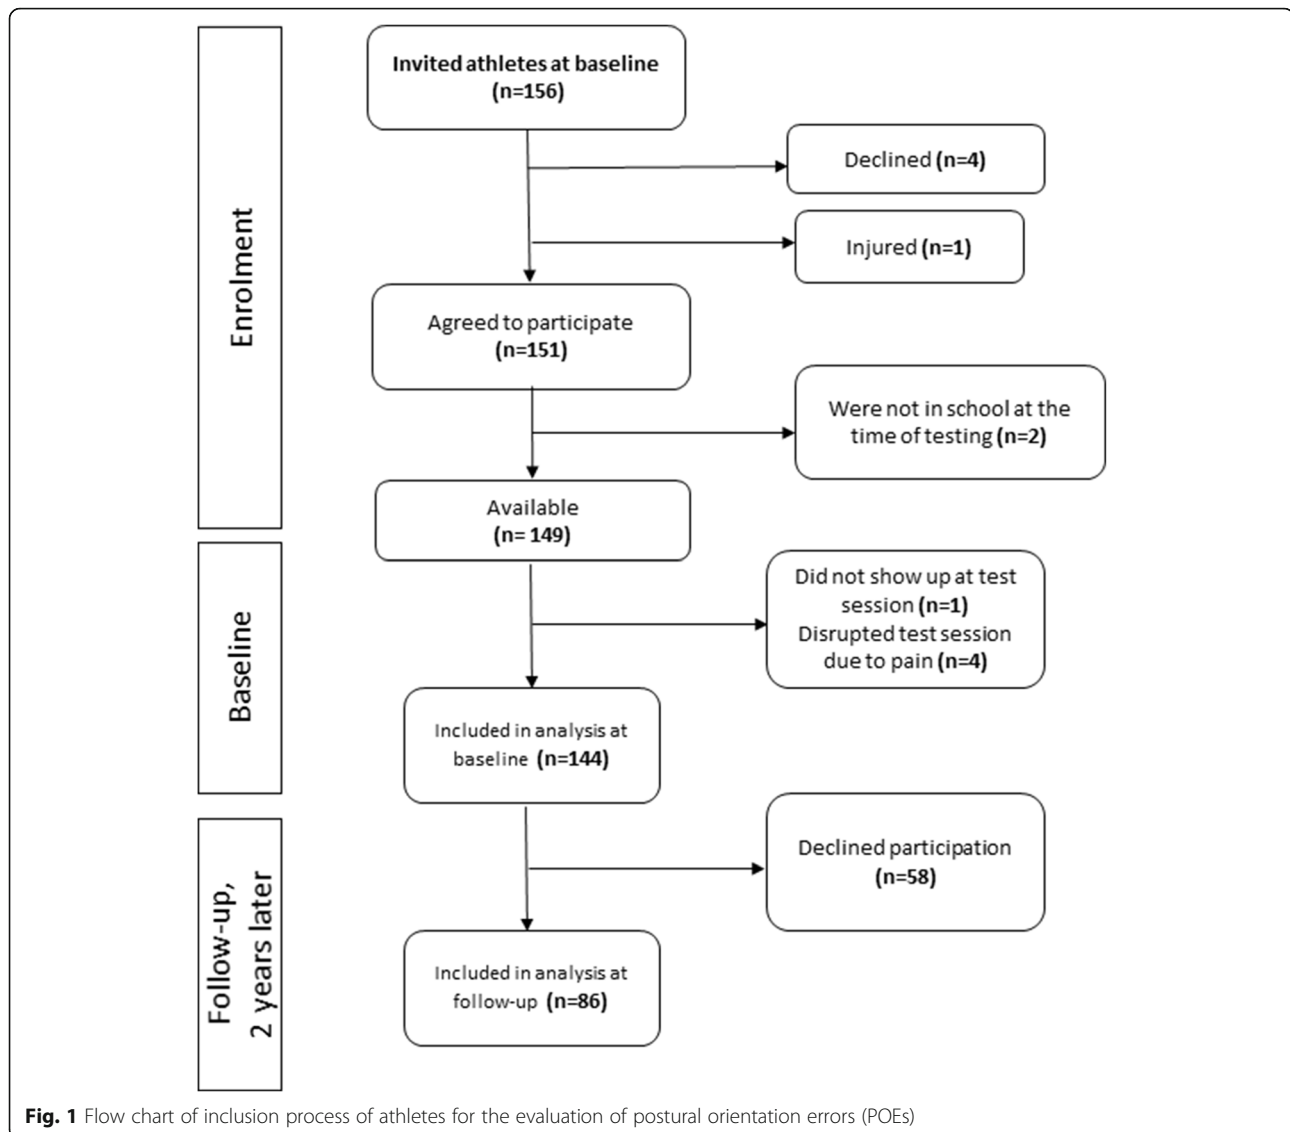 Enrolment
Invited athletes at baseline
(n=156)
Declined (n=4)
Injured (n=1)
Agreed to participate
(n=151)
Were not in school at the
time of testing (n=2)
Available
(n= 149)
Baseline
Did not show up at test
session (n=1)
Disrupted test session
due to pain (n=4)
Included in analysis at
baseline (n=144)
Follow-up,
2 years later
Declined participation
(n=58)
Included in analysis at
follow-up (n=86)
Fig. 1 Flow chart of inclusion process of athletes for the evaluation of postural orientation errors (POEs)